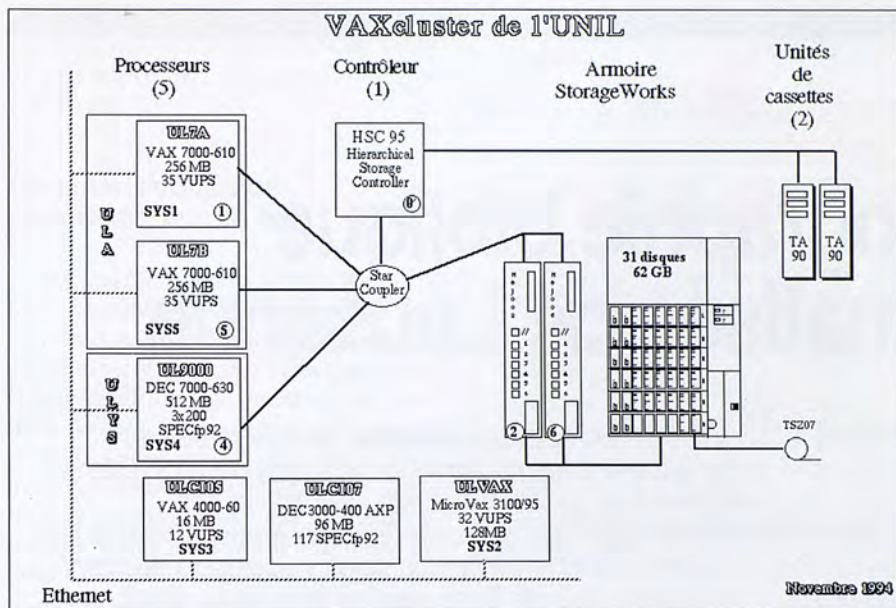 VAXcluster de l'UNIL
Processeurs
(5)
Contrôleur
(1)
Armoire
StorageWorks
Unités
de
cassettes
(2)
ULA
UL7A
VAX 7000-610
256 MB
35 VUPS
SYS1
1
UL7B
VAX 7000-610
256 MB
35 VUPS
SYS5
5
ULYS
UL9000
DEC 7000-630
512 MB
3x200
SPECfp92
SYS4
4
HSC 95
Hierarchical
Storage
Controller
Star
Coupler
2
6
31 disques
62 GB
TA
90
TA
90
TSZ07
ULCI05
VAX 4000-60
16 MB
12 VUPS
SYS3
ULCI07
DEC3000-400 AXP
96 MB
117 SPECfp92
ULVAX
MicroVax 3100/95
32 VUPS
128MB
SYS2
Ethernet
Novembre 1994